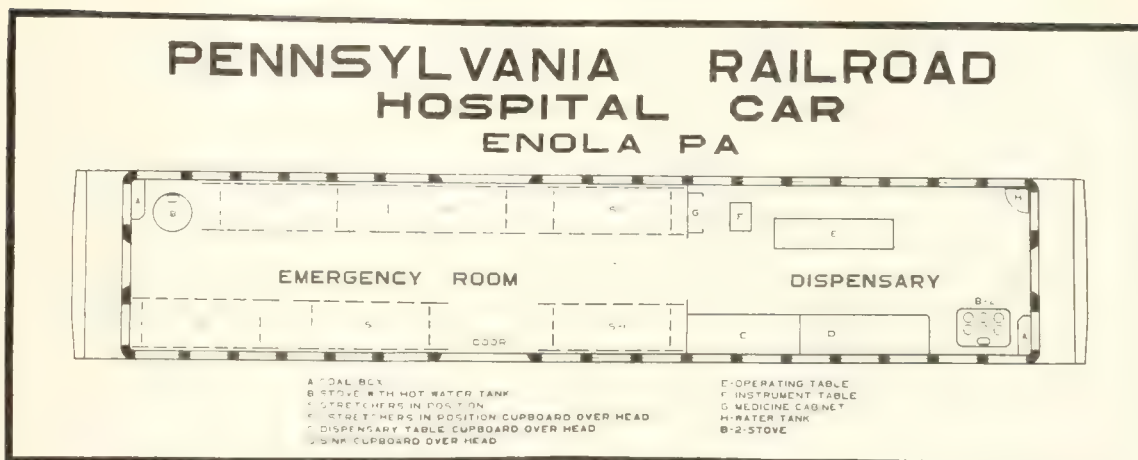 PENNSYLVANIA RAILROAD
HOSPITAL CAR
ENOLA PA
A
B
S
G
F
E
H
EMERGENCY ROOM
DISPENSARY
B-2
S
S-1
DOOR
C
D
A
A COAL BOX
B STOVE WITH HOT WATER TANK
STRETCHERS IN POSITION
STRETCHERS IN POSITION CUPBOARD OVER HEAD
DISPENSARY TABLE CUPBOARD OVER HEAD
SINK CUPBOARD OVER HEAD
E-OPERATING TABLE
F INSTRUMENT TABLE
G MEDICINE CABINET
H-WATER TANK
B-2-STOVE